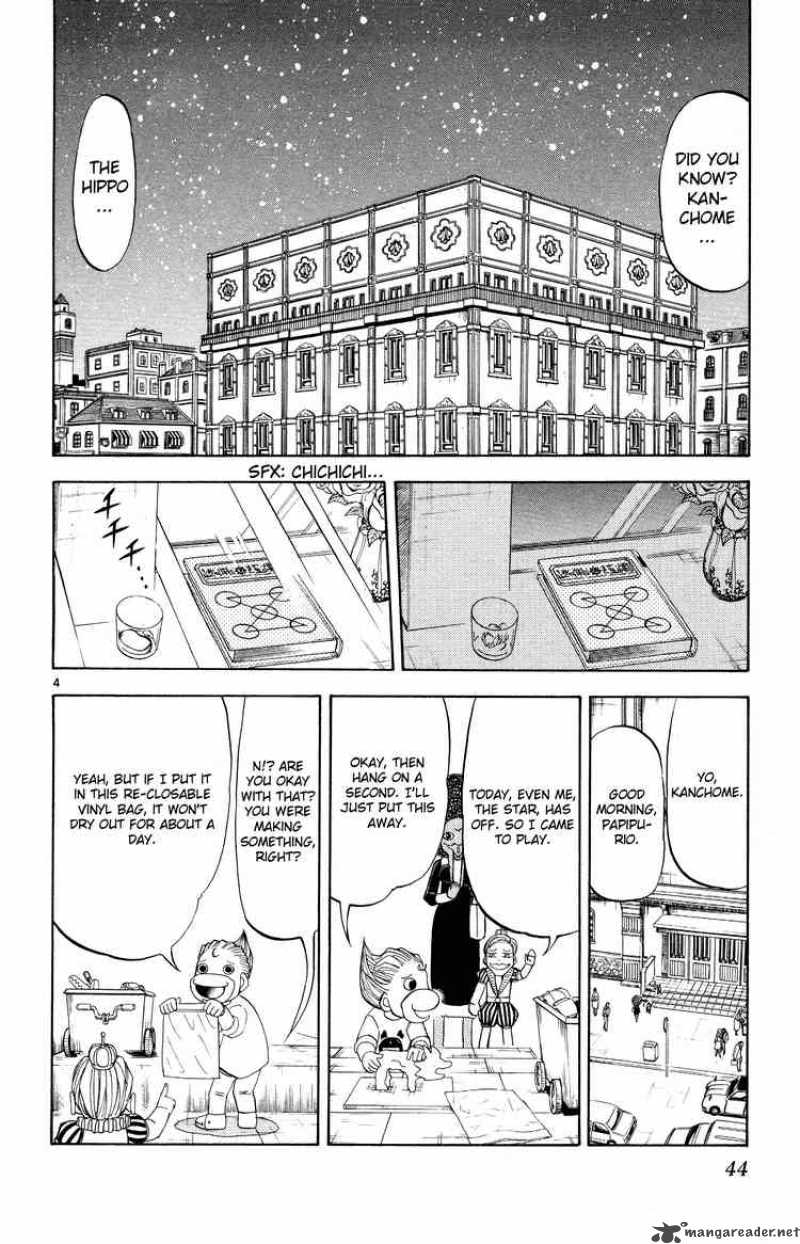 DID YOU
KNOW?
KAN-
CHOME
...
THE
HIPPO
...
SFX: CHICHICHI...
チチチ…
4
YO,
KANCHOME.
GOOD
MORNING,
PAPIPU-
RIO.
TODAY, EVEN ME,
THE STAR, HAS
OFF. SO I CAME
TO PLAY.
OKAY, THEN
HANG ON A
SECOND. I'LL
JUST PUT THIS
AWAY.
N!? ARE
YOU OKAY
WITH THAT?
YOU WERE
MAKING
SOMETHING,
RIGHT?
YEAH, BUT IF I PUT IT
IN THIS RE-CLOSABLE
VINYL BAG, IT WON'T
DRY OUT FOR ABOUT A
DAY.
44
mangareader.net